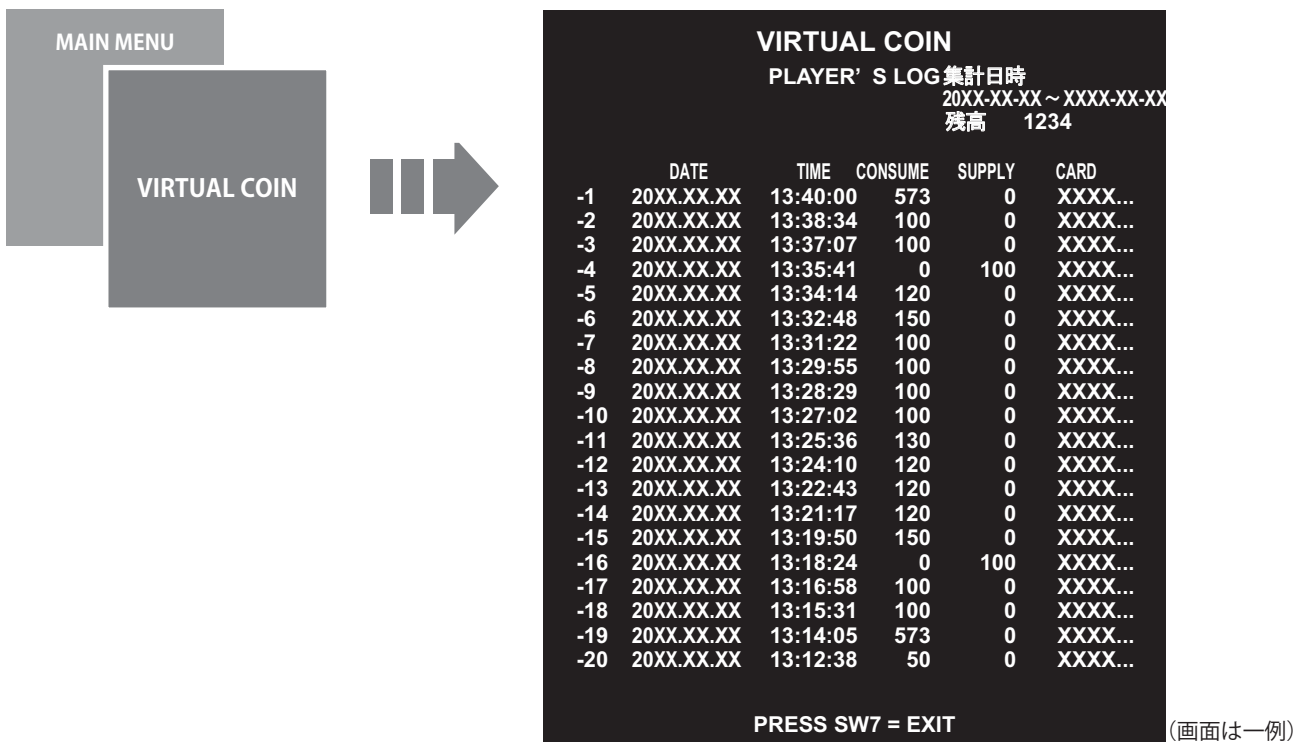 MAIN MENU
VIRTUAL COIN
VIRTUAL COIN
PLAYER’S LOG 集計日時
20XX-XX-XX～XXXX-XX-XX
残高 1234
DATE TIME CONSUME SUPPLY CARD
-1 20XX.XX.XX 13:40:00 573 0 XXXX...
-2 20XX.XX.XX 13:38:34 100 0 XXXX...
-3 20XX.XX.XX 13:37:07 100 0 XXXX...
-4 20XX.XX.XX 13:35:41 0 100 XXXX...
-5 20XX.XX.XX 13:34:14 120 0 XXXX...
-6 20XX.XX.XX 13:32:48 150 0 XXXX...
-7 20XX.XX.XX 13:31:22 100 0 XXXX...
-8 20XX.XX.XX 13:29:55 100 0 XXXX...
-9 20XX.XX.XX 13:28:29 100 0 XXXX...
-10 20XX.XX.XX 13:27:02 100 0 XXXX...
-11 20XX.XX.XX 13:25:36 130 0 XXXX...
-12 20XX.XX.XX 13:24:10 120 0 XXXX...
-13 20XX.XX.XX 13:22:43 120 0 XXXX...
-14 20XX.XX.XX 13:21:17 120 0 XXXX...
-15 20XX.XX.XX 13:19:50 150 0 XXXX...
-16 20XX.XX.XX 13:18:24 0 100 XXXX...
-17 20XX.XX.XX 13:16:58 100 0 XXXX...
-18 20XX.XX.XX 13:15:31 100 0 XXXX...
-19 20XX.XX.XX 13:14:05 573 0 XXXX...
-20 20XX.XX.XX 13:12:38 50 0 XXXX...
PRESS SW7 = EXIT
(画面は一例)